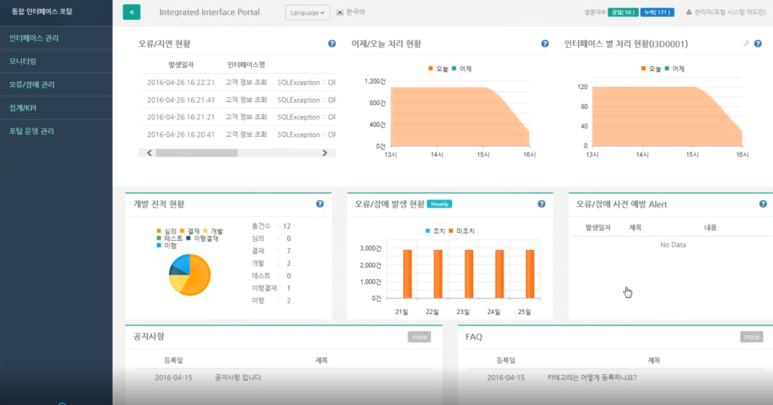 통합 인터페이스 포탈
Integrated Interface Portal
Language
한국어
방문자수 금일( 50 ) 누적( 171 )
관리자(포탈 시스템 어드민)
인터페이스 관리
모니터링
오류/장애 관리
집계/KPI
포탈 운영 관리
오류/지연 현황
발생일자 인터페이스명
2016-04-26 16:22:21 고객 정보 조회 SQLException :: OF
2016-04-26 16:21:41 고객 정보 조회 SQLException :: OF
2016-04-26 16:21:21 고객 정보 조회 SQLException :: OF
2016-04-26 16:20:41 고객 정보 조회 SQLException :: OF
어제/오늘 처리 현황
오늘 어제
1,200건
800건
400건
0건
13시 14시 15시 16시
인터페이스 별 처리 현황(I3D0001)
오늘 어제
120
80
40
0
13시 14시 15시 16시
개발 진척 현황
심의 결재 개발
테스트 이행결재
이행
총건수 : 12
심의 : 0
결재 : 7
개발 : 2
테스트 : 0
이행결재 : 1
이행 : 2
오류/장애 발생 현황 Weekly
조치 미조치
3,000건
2,000건
1,000건
0건
21일 22일 23일 24일 25일
오류/장애 사전 예방 Alert
발생일자 제목 내용
No Data
공지사항
more
등록일 제목
2016-04-15 공지사항 입니다.
FAQ
more
등록일 제목
2016-04-15 카테고리는 어떻게 등록하나요?